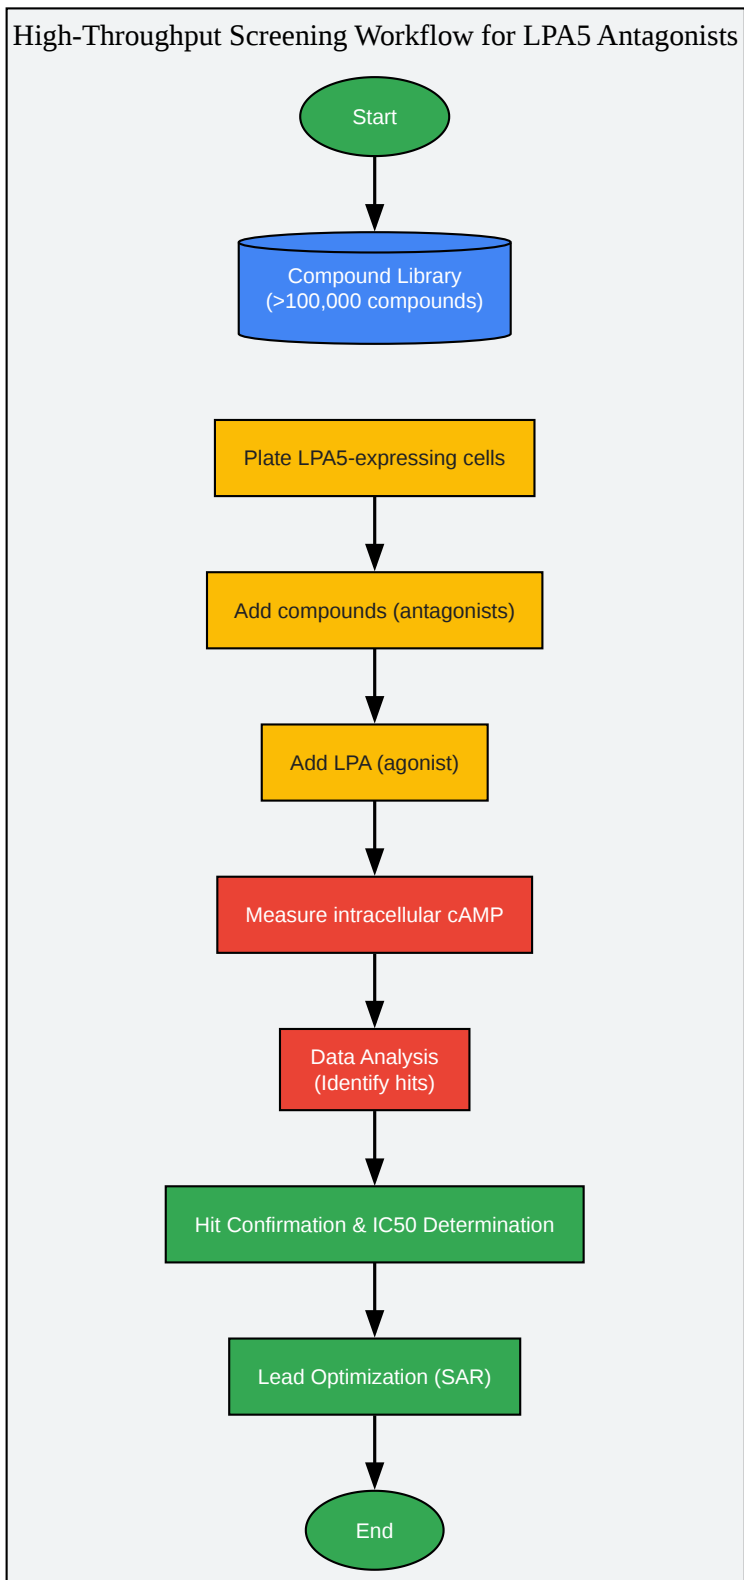 High-Throughput Screening Workflow for LPA5 Antagonists
Start
Compound Library
(>100,000 compounds)
Plate LPA5-expressing cells
Add compounds (antagonists)
Add LPA (agonist)
Measure intracellular cAMP
Data Analysis
(Identify hits)
Hit Confirmation & IC50 Determination
Lead Optimization (SAR)
End